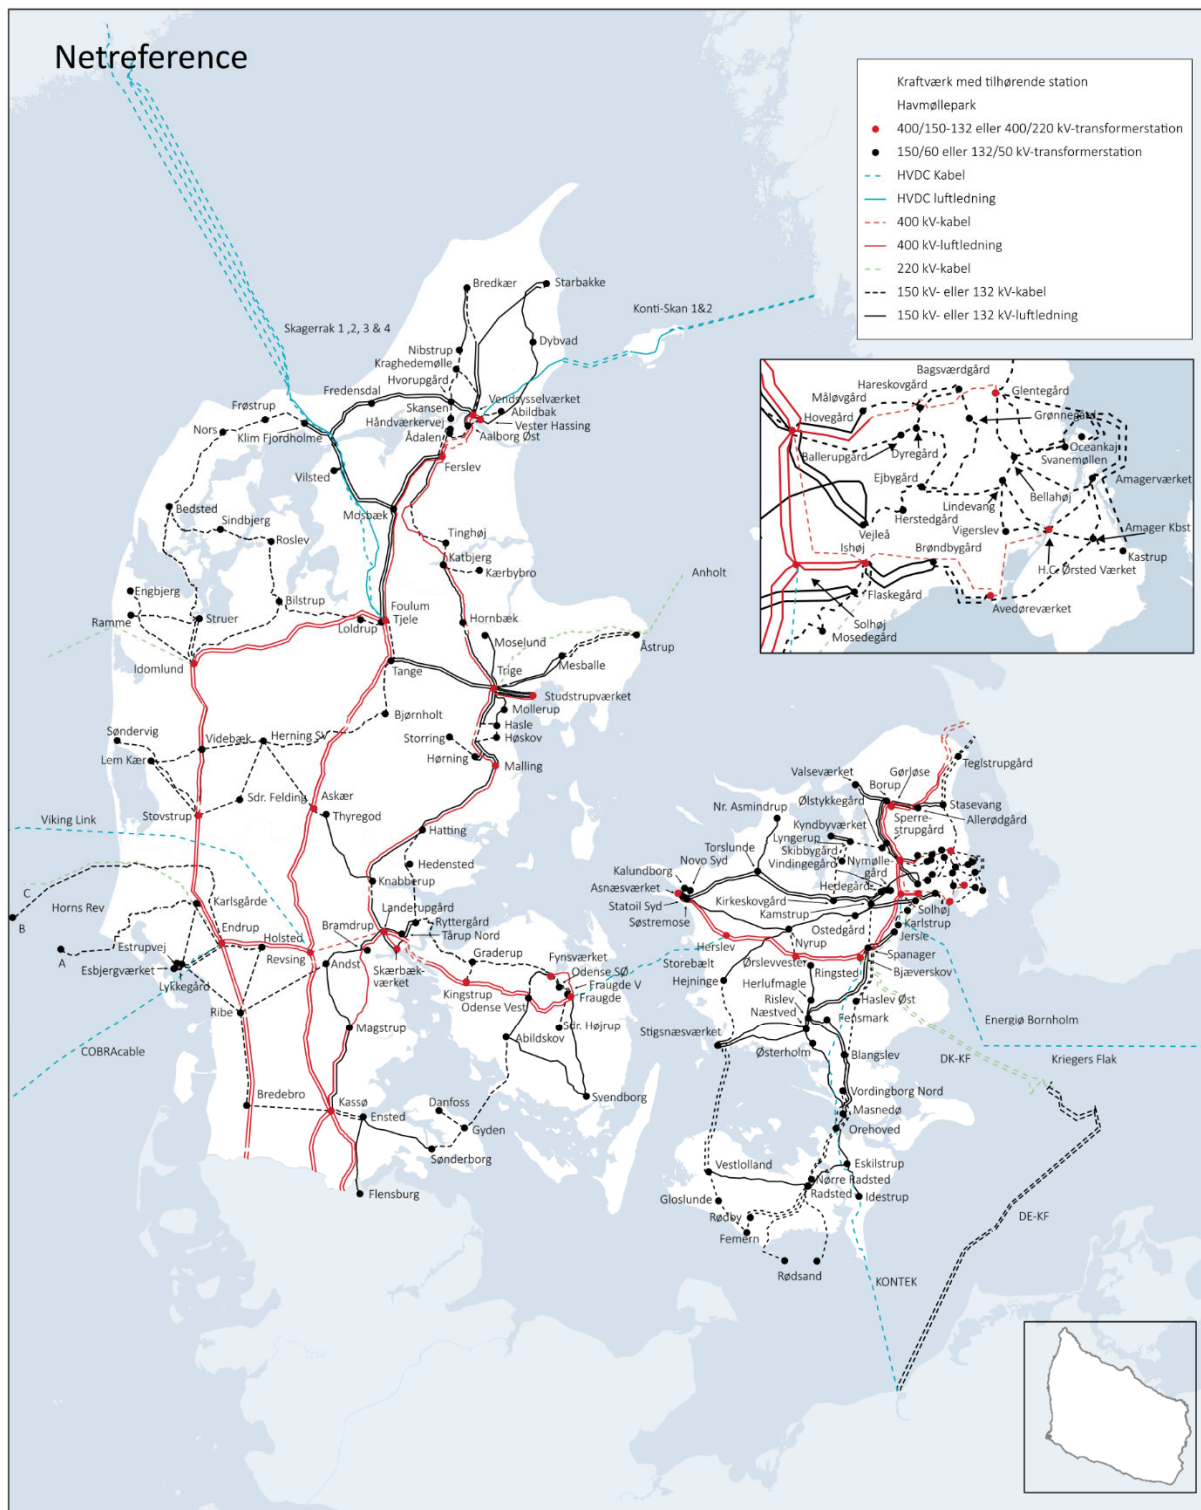 Netreference
Kraftværk med tilhørende station
Havmøllepark
400/150-132 eller 400/220 kV-transformerstation
150/60 eller 132/50 kV-transformerstation
HVDC Kabel
HVDC luftledning
400 kV-kabel
400 kV-luftledning
220 kV-kabel
150 kV- eller 132 kV-kabel
150 kV- eller 132 kV-luftledning
Skagerrak 1 ,2, 3 & 4
Konti-Skan 1&2
Bredkær
Starbakke
Dybvad
Nibstrup
Kraghedemølle
Hvorupgård
Fredensdal
Skansen
Vendsysselværket
Abildbak
Håndværkervej
Vester Hassing
Ådalen
Aalborg Øst
Frøstrup
Nors
Klim Fjordholme
Ferslev
Vilsted
Bedsted
Mosbæk
Sindbjerg
Tinghøj
Roslev
Katbjerg
Kærbybro
Engbjerg
Bilstrup
Foulum
Ramme
Struer
Loldrup
Tjele
Hornbæk
Anholt
Moselund
Åstrup
Idomlund
Tange
Trige
Mesballe
Studstrupværket
Mollerup
Bjørnholt
Hasle
Søndervig
Videbæk
Herning SV
Storring
Høskov
Lem Kær
Hørning
Malling
Sdr. Felding
Askær
Stovstrup
Thyregod
Viking Link
Hatting
Hedensted
Knabberup
C
B
Horns Rev
Karlsgårde
Landerupgård
Ryttergård
Endrup
Holsted
Bramdrup
Tårup Nord
A
Estrupvej
Revsing
Andst
Graderup
Fynsværket
Esbjergværket
Skærbæk-
værket
Odense SØ
Lykkegård
Kingstrup
Fraugde V
Odense Vest
Fraugde
Ribe
Magstrup
Sdr. Højrup
Abildskov
COBRAcable
Svendborg
Bredebro
Kassø
Ensted
Danfoss
Gyden
Sønderborg
Flensburg
Bagsværdgård
Hareskovgård
Måløvgård
Glentegård
Hovegård
Grønnegård
Ballerupgård
Dyregård
Oceankaj
Svanemøllen
Ejbygård
Bellahøj
Amagerværket
Lindevang
Herstedgård
Vigerslev
Vejleå
Amager Kbst
Ishøj
Brøndbygård
Kastrup
H.C. Ørsted Værket
Flaskegård
Avedøreværket
Solhøj
Mosedegård
Teglstrupgård
Gørløse
Valseværket
Borup
Ølstykkegård
Stasevang
Nr. Asmindrup
Allerødgård
Kyndbyværket
Sperre-
strupgård
Lyngerup
Torslunde
Skibbygård
Vindingegård
Nymølle-
gård
Kalundborg
Novo Syd
Asnæsværket
Hedegård
Statoil Syd
Kirkeskovgård
Solhøj
Søstremose
Kamstrup
Karlstrup
Ostedgård
Jersie
Herslev
Nyrup
Spanager
Storebælt
Ørslevvester
Ringsted
Bjæverskov
Hejninge
Herlufmagle
Rislev
Haslev Øst
Næstved
Fensmark
Stigsnæsværket
Energiø Bornholm
Østerholm
Blangslev
DK-KF
Kriegers Flak
Vordingborg Nord
Masnedø
Orehoved
Vestlolland
Eskilstrup
Nørre Radsted
Gloslunde
Radsted
Idestrup
Rødby
DE-KF
Femern
Rødsand
KONTEK